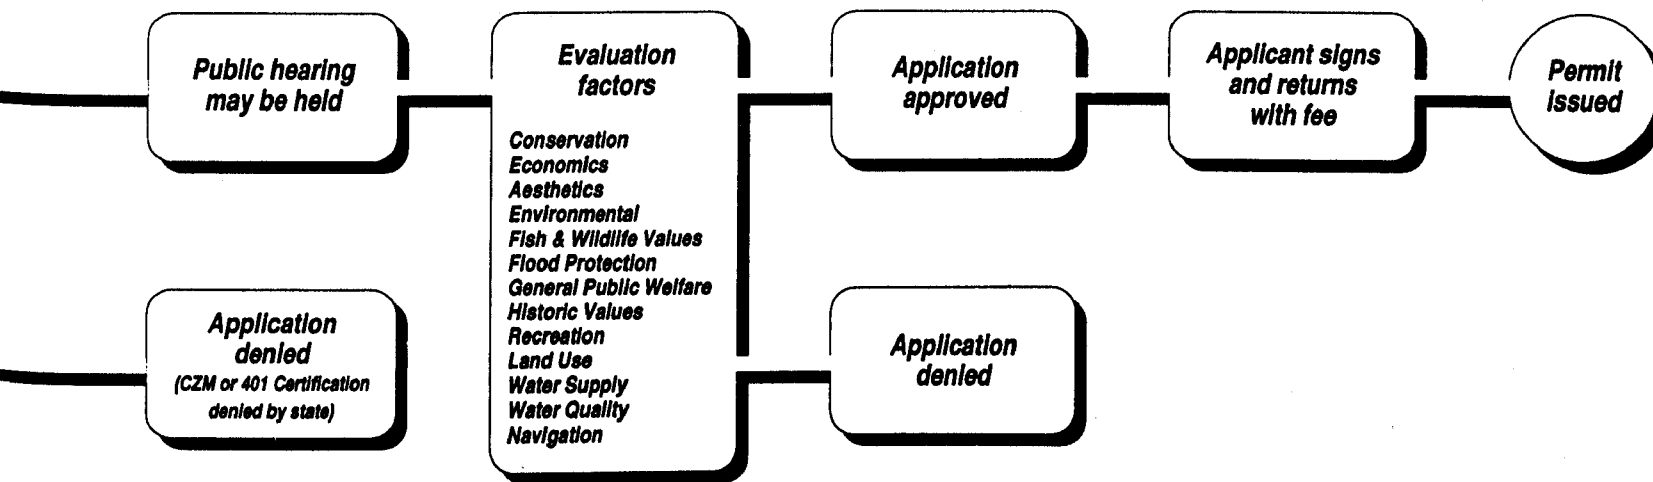 Public hearing
may be held
Evaluation
factors
Conservation
Economics
Aesthetics
Environmental
Fish & Wildlife Values
Flood Protection
General Public Welfare
Historic Values
Recreation
Land Use
Water Supply
Water Quality
Navigation
Application
approved
Applicant signs
and returns
with fee
Permit
issued
Application
denied
(CZM or 401 Certification
denied by state)
Application
denied